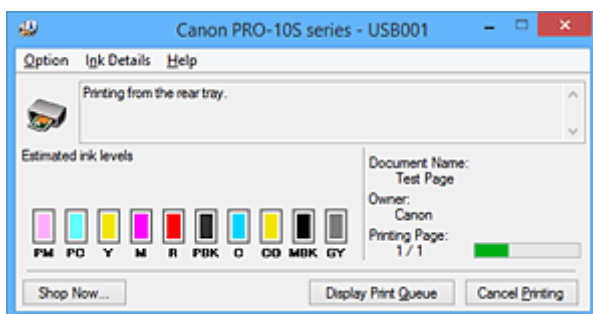 Canon PRO-10S series - USB001
Option Ink Details Help
Printing from the rear tray.
Estimated ink levels
Document Name:
Test Page
Owner:
Canon
Printing Page:
1 / 1
PM PC Y M R PBK C CO MBK GY
Shop Now... Display Print Queue Cancel Printing